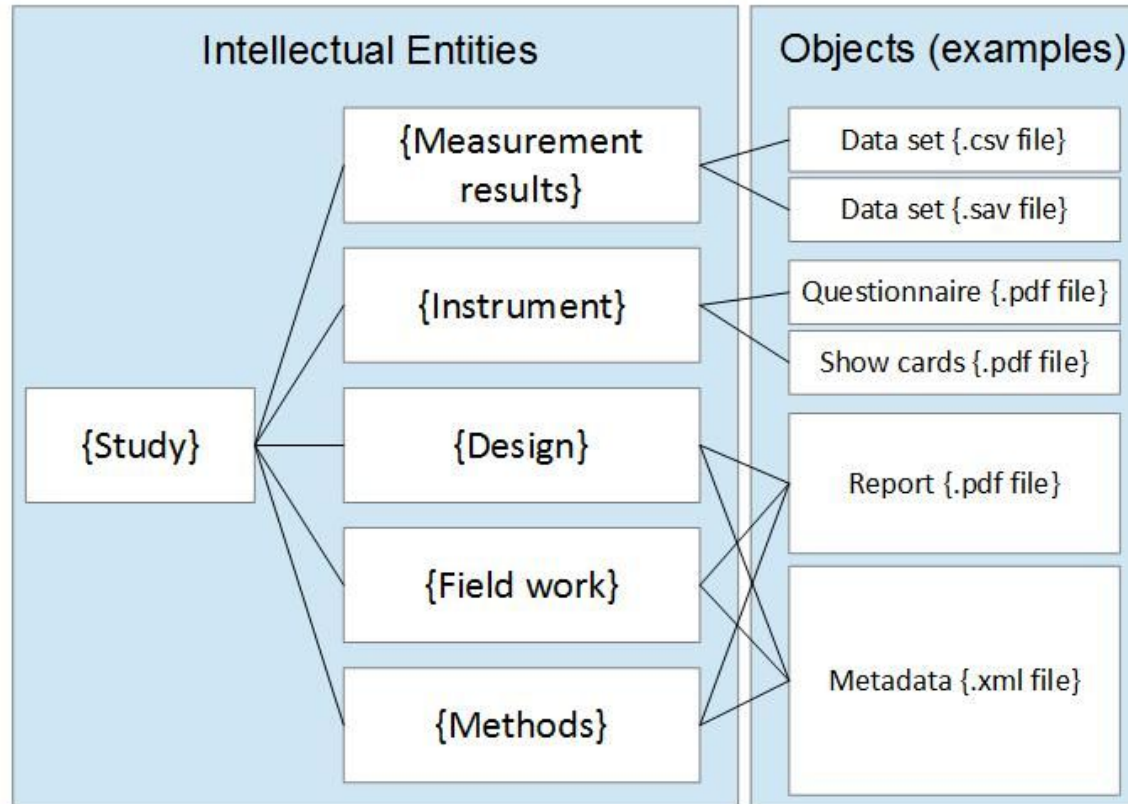 Intellectual Entities
Objects (examples)
{Measurement
results}
Data set {.csv file}
Data set {.sav file}
{Instrument}
Questionnaire {.pdf file}
Show cards {.pdf file}
{Study}
{Design}
Report {.pdf file}
{Field work}
Metadada {.xml file}
{Methods}